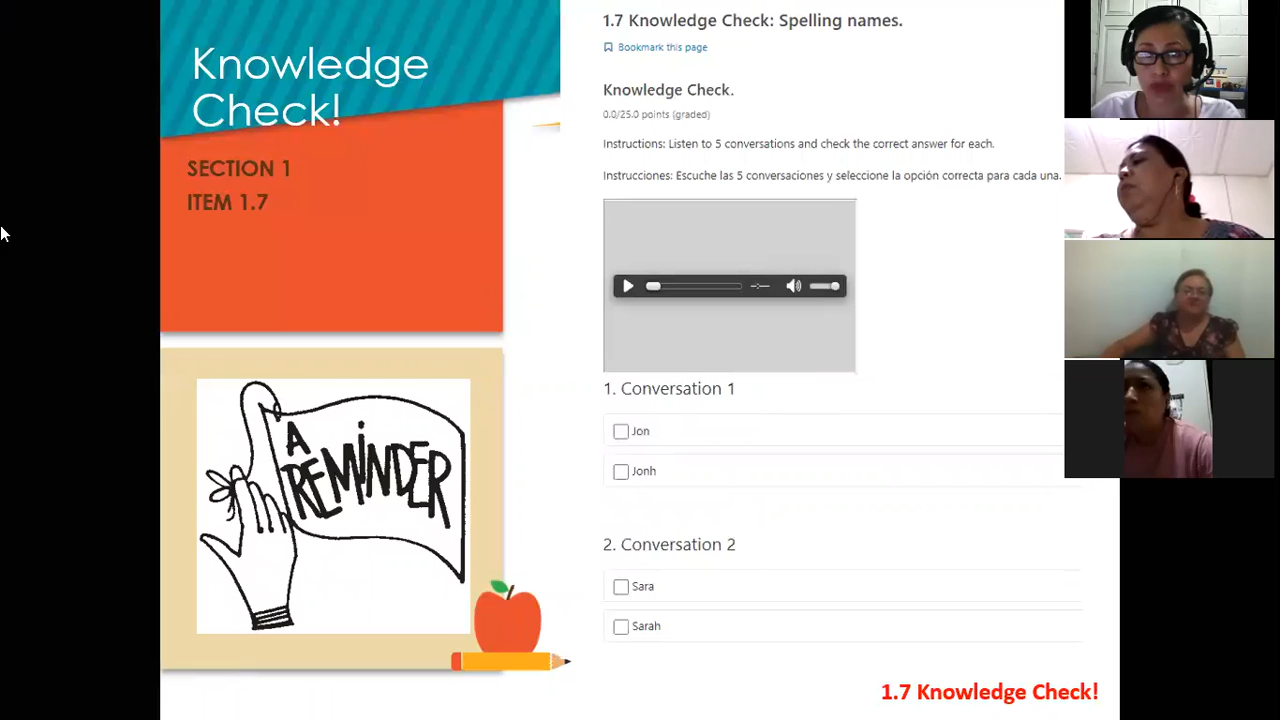 Knowledge
Check!
SECTION 1
ITEM 1.7
A
REMINDER
1.7 Knowledge Check: Spelling names.
Bookmark this page
Knowledge Check.
0.0/25.0 points (graded)
Instructions: Listen to 5 conversations and check the correct answer for each.
Instrucciones: Escuche las 5 conversaciones y seleccione la opción correcta para cada una.
1. Conversation 1
Jon
Jonh
2. Conversation 2
Sara
Sarah
1.7 Knowledge Check!